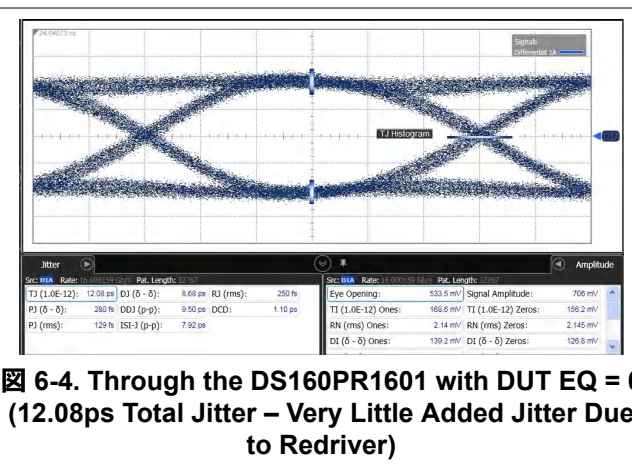 24.04073 ps
Signals
Differential 1A
TJ Histogram
Jitter
Amplitude
Src: D1A Rate: 16.000159 Gb/s Pat. Length: 32767
TJ (1.0E-12): 12.08 ps DJ (δ - δ): 8.68 ps RJ (rms): 250 fs
PJ (δ - δ): 280 fs DDJ (p-p): 9.50 ps DCD: 1.10 ps
PJ (rms): 129 fs ISI-J (p-p): 7.92 ps
Src: D1A Rate: 16.000159 Gb/s Pat. Length: 32767
Eye Opening: 533.5 mV Signal Amplitude: 706 mV
TI (1.0E-12) Ones: 168.6 mV TI (1.0E-12) Zeros: 156.2 mV
RN (rms) Ones: 2.14 mV RN (rms) Zeros: 2.145 mV
DI (δ - δ) Ones: 139.2 mV DI (δ - δ) Zeros: 126.8 mV
図 6-4. Through the DS160PR1601 with DUT EQ =
(12.08ps Total Jitter – Very Little Added Jitter Due
to Redriver)